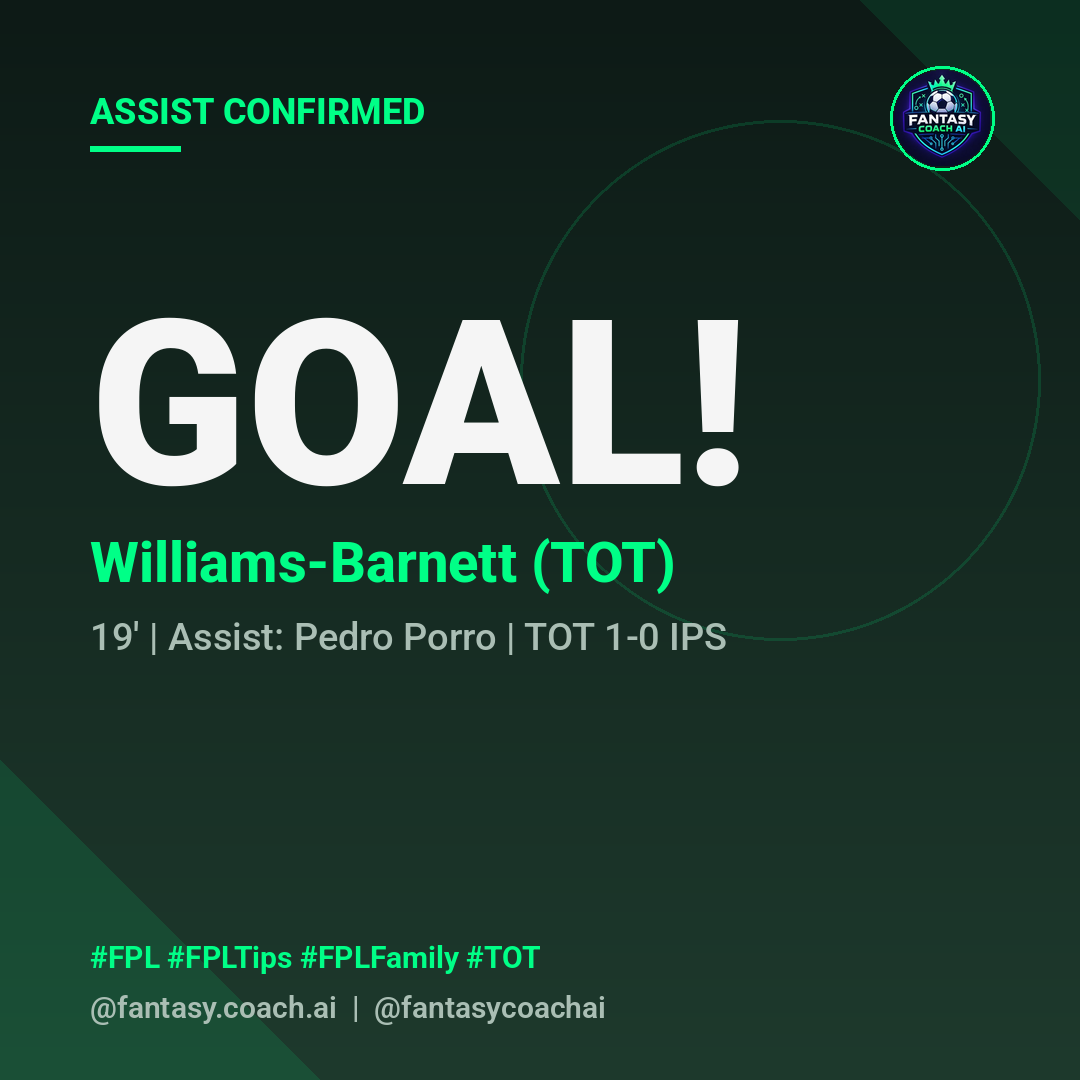 ASSIST CONFIRMED
FANTASY
COACH AI
GOAL!
Williams-Barnett (TOT)
19' | Assist: Pedro Porro | TOT 1-0 IPS
#FPL #FPLTips #FPLFamily #TOT
@fantasy.coach.ai | @fantasycoachai